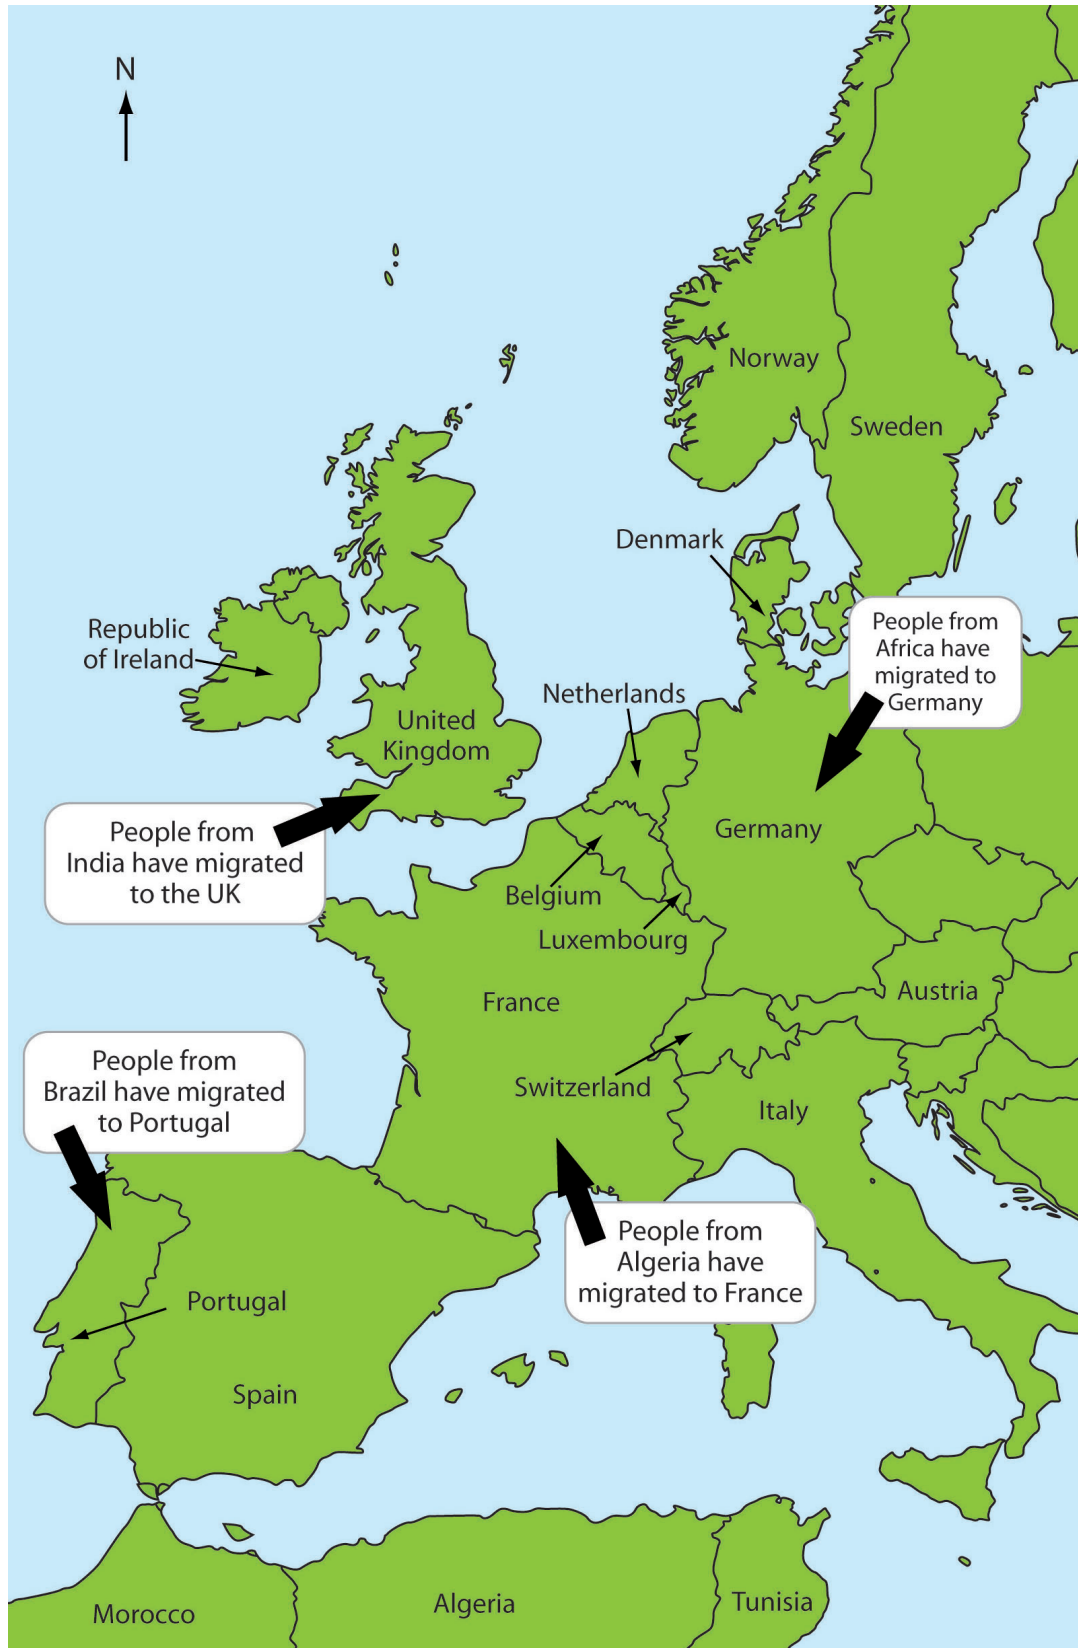 N
Norway
Sweden
Denmark
People from
Africa have
migrated to
Germany
Republic
of Ireland
Netherlands
United
Kingdom
Germany
People from
India have migrated
to the UK
Belgium
Luxembourg
France
Austria
People from
Brazil have migrated
to Portugal
Switzerland
Italy
People from
Algeria have
migrated to France
Portugal
Spain
Morocco
Algeria
Tunisia